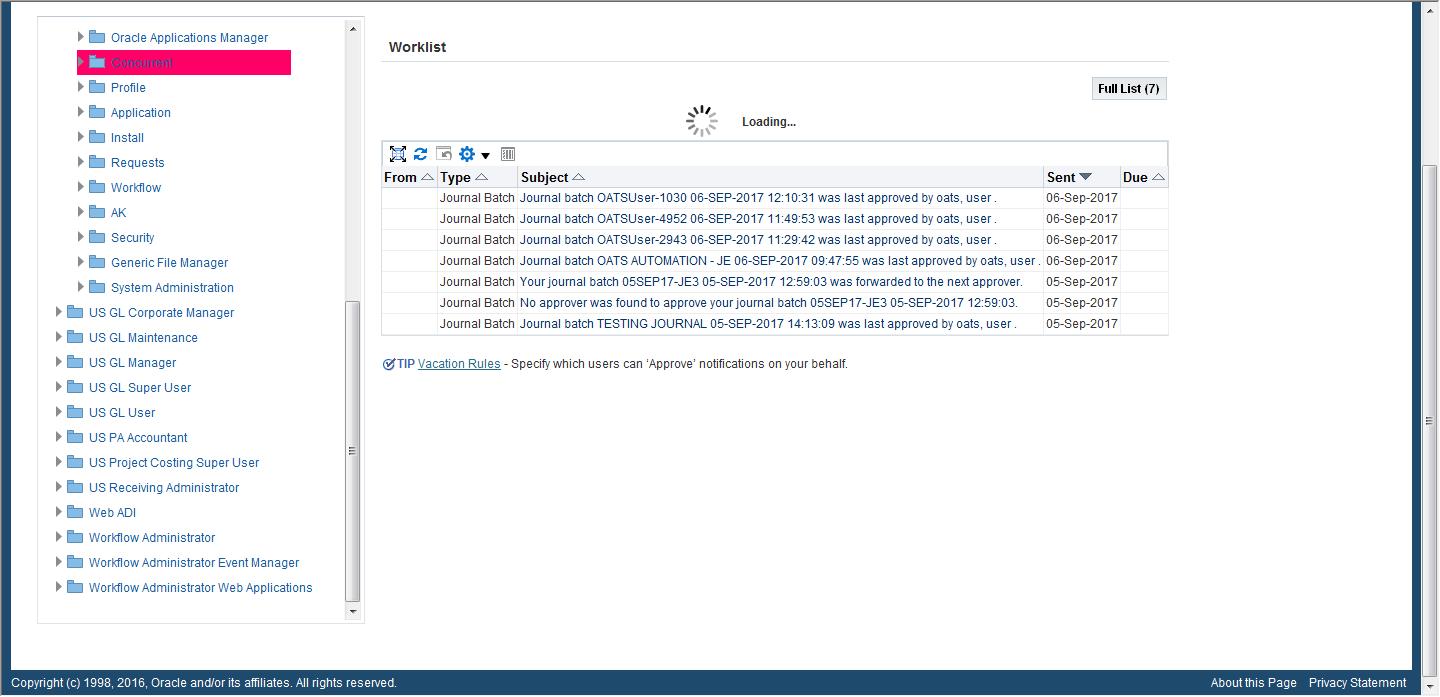 Oracle Applications Manager
Concurrent
Profile
Application
Install
Requests
Workflow
AK
Security
Generic File Manager
System Administration
US GL Corporate Manager
US GL Maintenance
US GL Manager
US GL Super User
US GL User
US PA Accountant
US Project Costing Super User
US Receiving Administrator
Web ADI
Workflow Administrator
Workflow Administrator Event Manager
Workflow Administrator Web Applications
Worklist
Full List (7)
Loading...
From Type Subject Sent Due
Journal Batch Journal batch OATSUser-1030 06-SEP-2017 12:10:31 was last approved by oats, user . 06-Sep-2017
Journal Batch Journal batch OATSUser-4952 06-SEP-2017 11:49:53 was last approved by oats, user . 06-Sep-2017
Journal Batch Journal batch OATSUser-2943 06-SEP-2017 11:29:42 was last approved by oats, user . 06-Sep-2017
Journal Batch Journal batch OATS AUTOMATION - JE 06-SEP-2017 09:47:55 was last approved by oats, user . 06-Sep-2017
Journal Batch Your journal batch 05SEP17-JE3 05-SEP-2017 12:59:03 was forwarded to the next approver. 05-Sep-2017
Journal Batch No approver was found to approve your journal batch 05SEP17-JE3 05-SEP-2017 12:59:03. 05-Sep-2017
Journal Batch Journal batch TESTING JOURNAL 05-SEP-2017 14:13:09 was last approved by oats, user . 05-Sep-2017
TIP Vacation Rules - Specify which users can ‘Approve’ notifications on your behalf.
Copyright (c) 1998, 2016, Oracle and/or its affiliates. All rights reserved. About this Page Privacy Statement